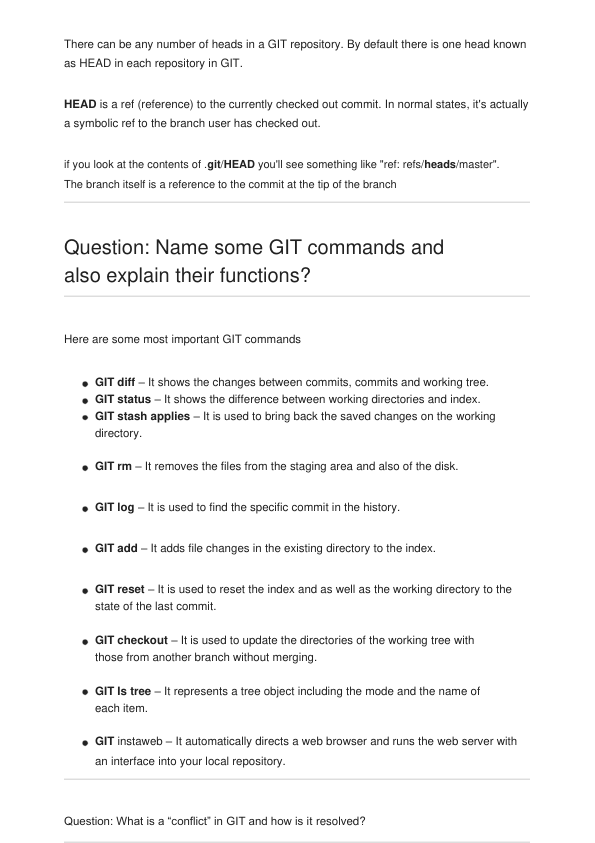 There can be any number of heads in a GIT repository. By default there is one head known
as HEAD in each repository in GIT.
HEAD is a ref (reference) to the currently checked out commit. In normal states, it's actually
a symbolic ref to the branch user has checked out.
if you look at the contents of .git/HEAD you'll see something like "ref: refs/heads/master".
The branch itself is a reference to the commit at the tip of the branch
Question: Name some GIT commands and
also explain their functions?
Here are some most important GIT commands
● GIT diff – It shows the changes between commits, commits and working tree.
● GIT status – It shows the difference between working directories and index.
● GIT stash applies – It is used to bring back the saved changes on the working
directory.
● GIT rm – It removes the files from the staging area and also of the disk.
● GIT log – It is used to find the specific commit in the history.
● GIT add – It adds file changes in the existing directory to the index.
● GIT reset – It is used to reset the index and as well as the working directory to the
state of the last commit.
● GIT checkout – It is used to update the directories of the working tree with
those from another branch without merging.
● GIT Is tree – It represents a tree object including the mode and the name of
each item.
● GIT instaweb – It automatically directs a web browser and runs the web server with
an interface into your local repository.
Question: What is a “conflict” in GIT and how is it resolved?